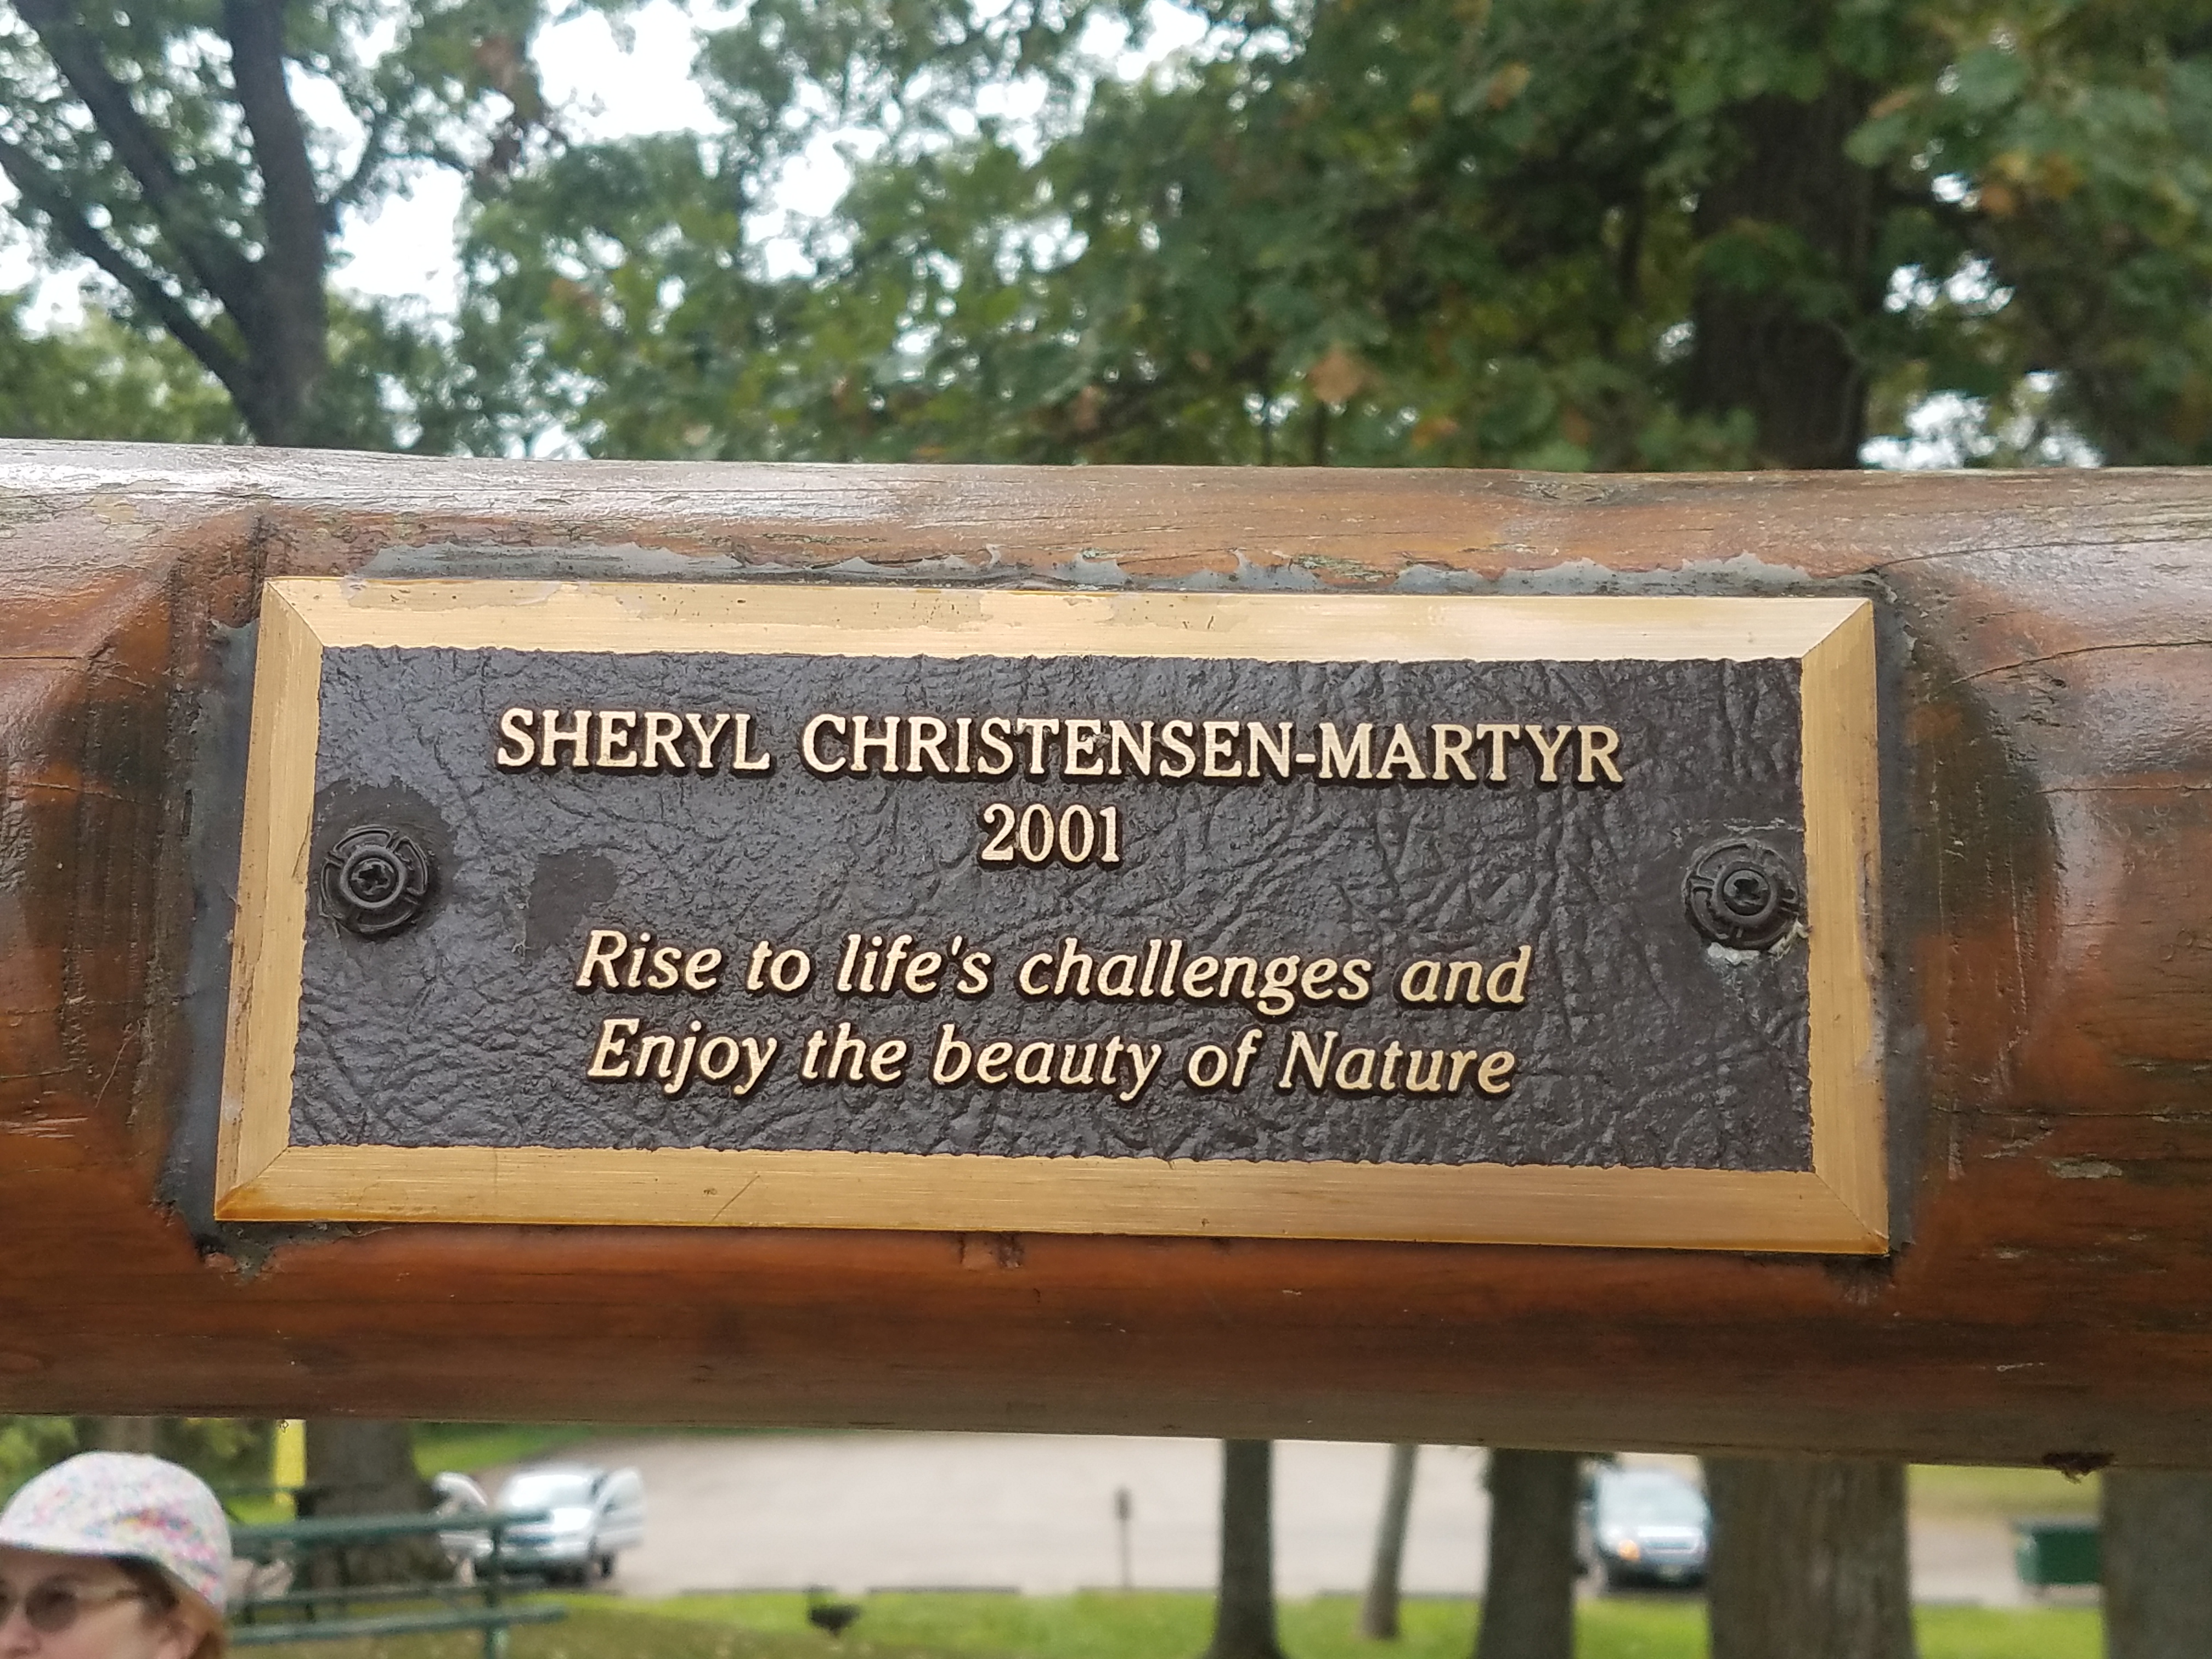 SHERYL CHRISTENSEN-MARTYR
2001
Rise to life's challenges and
Enjoy the beauty of Nature